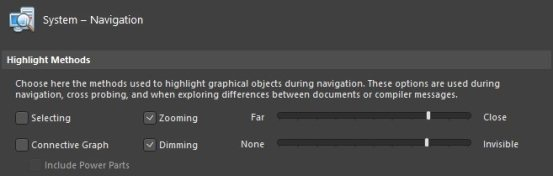 System – Navigation
Highlight Methods
Choose here the methods used to highlight graphical objects during navigation. These options are used during
navigation, cross probing, and when exploring differences between documents or compiler messages.
Selecting Zooming Far Close
Connective Graph Dimming None Invisible
Include Power Parts